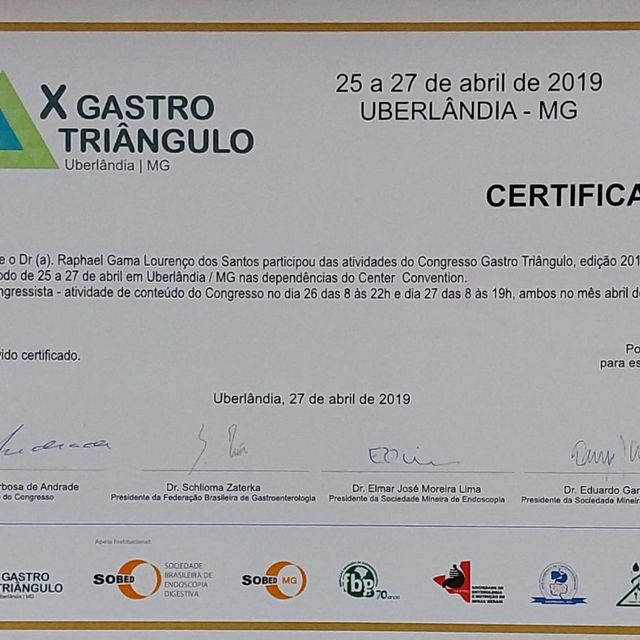 X GASTRO
TRIÂNGULO
Uberlândia | MG
25 a 27 de abril de 2019
UBERLÂNDIA - MG
CERTIFICA
e o Dr (a). Raphael Gama Lourenço dos Santos participou das atividades do Congresso Gastro Triângulo, edição 201
odo de 25 a 27 de abril em Uberlândia / MG nas dependências do Center Convention.
ngressista - atividade de conteúdo do Congresso no dia 26 das 8 às 22h e dia 27 das 8 às 19h, ambos no mês abril d
vido certificado.
Po
para es
Uberlândia, 27 de abril de 2019
rbosa de Andrade
do Congresso
Dr. Schlioma Zaterka
Presidente da Federação Brasileira de Gastroenterologia
Dr. Elmar José Moreira Lima
Presidente da Sociedade Mineira de Endoscopia
Dr. Eduardo Gar
Presidente da Sociedade Minei
Apoio Institucional:
GASTRO
TRIÂNGULO
Uberlândia | MG
SOBED
SOCIEDADE
BRASILEIRA DE
ENDOSCOPIA
DIGESTIVA
SOBED MG
fbg
70 anos
SOCIEDADE DE
E NUTRIÇÃO DE
MINAS GERAIS